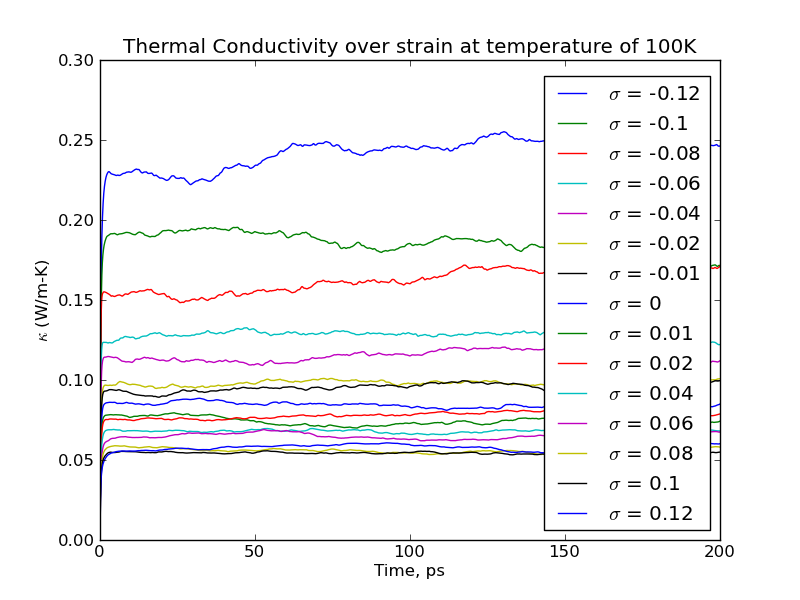 Thermal Conductivity over strain at temperature of 100K
0.30
0.25
0.20
0.15
0.10
0.05
0.00
κ (W/m-K)
σ = -0.12
σ = -0.1
σ = -0.08
σ = -0.06
σ = -0.04
σ = -0.02
σ = -0.01
σ = 0
σ = 0.01
σ = 0.02
σ = 0.04
σ = 0.06
σ = 0.08
σ = 0.1
σ = 0.12
0 50 100 150 200
Time, ps